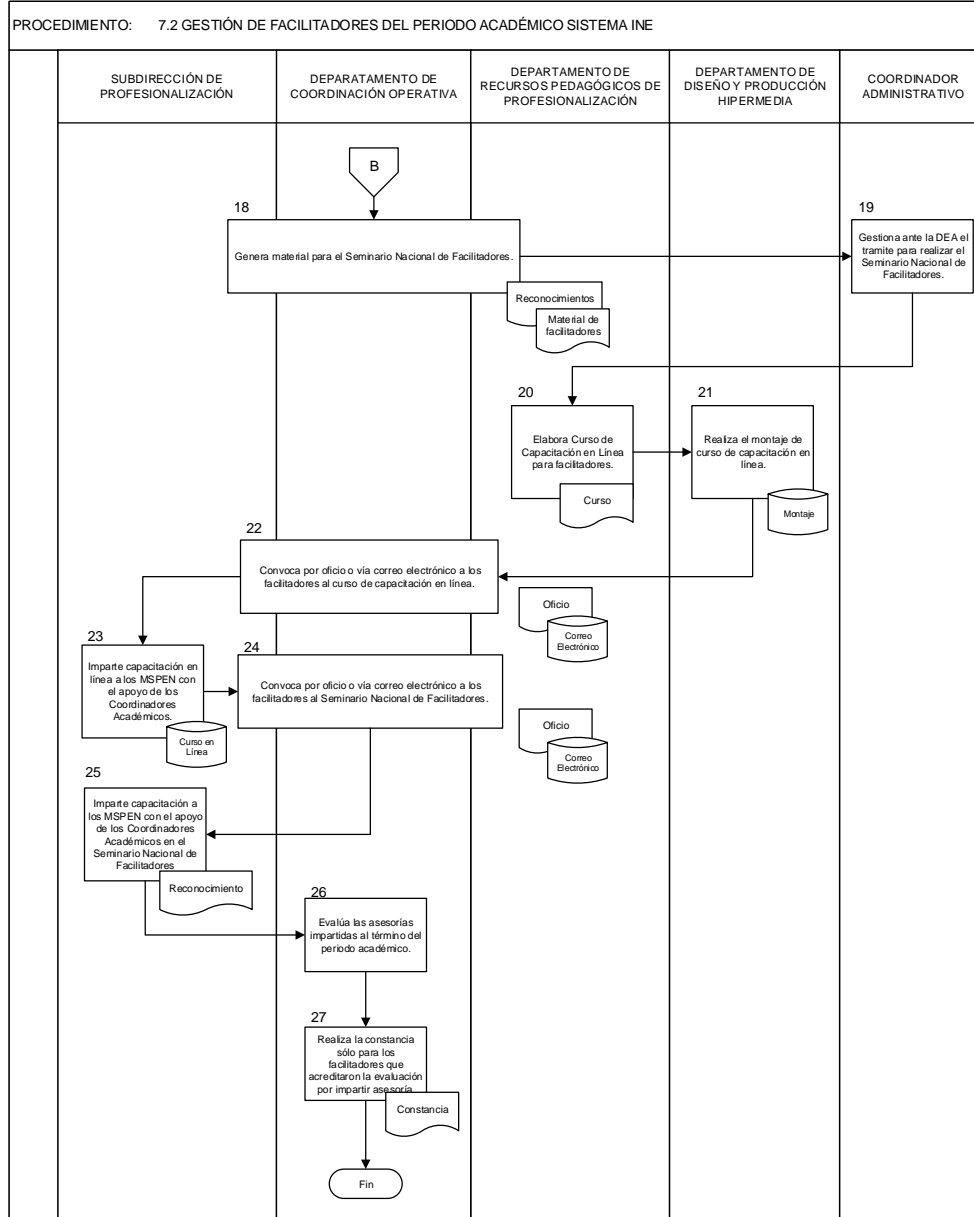 PROCEDIMIENTO: 7.2 GESTIÓN DE FACILITADORES DEL PERIODO ACADÉMICO SISTEMA INE
SUBDIRECCIÓN DE
PROFESIONALIZACIÓN
DEPARATAMENTO DE
COORDINACIÓN OPERATIVA
DEPARTAMENTO DE
RECURSOS PEDAGÓGICOS DE
PROFESIONALIZACIÓN
DEPARTAMENTO DE
DISEÑO Y PRODUCCIÓN
HIPERMEDIA
COORDINADOR
ADMINISTRATIVO
B
18
Genera material para el Seminario Nacional de Facilitadores.
Reconocimientos
Material de
facilitadores
19
Gestiona ante la DEA el
tramite para realizar el
Seminario Nacional de
Facilitadores.
20
Elabora Curso de
Capacitación en Línea
para facilitadores.
Curso
21
Realiza el montaje de
curso de capacitación en
línea.
Montaje
22
Convoca por oficio o vía correo electrónico a los
facilitadores al curso de capacitación en línea.
Oficio
Correo
Electrónico
23
Imparte capacitación en
línea a los MSPEN con
el apoyo de los
Coordinadores
Académicos.
Curso en
Línea
24
Convoca por oficio o vía correo electrónico a los
facilitadores al Seminario Nacional de Facilitadores.
Oficio
Correo
Electrónico
25
Imparte capacitación a
los MSPEN con el apoyo
de los Coordinadores
Académicos en el
Seminario Nacional de
Facilitadores
Reconocimiento
26
Evalúa las asesorías
impartidas al término del
periodo académico.
27
Realiza la constancia
sólo para los
facilitadores que
acreditaron la evaluación
por impartir asesoría.
Constancia
Fin